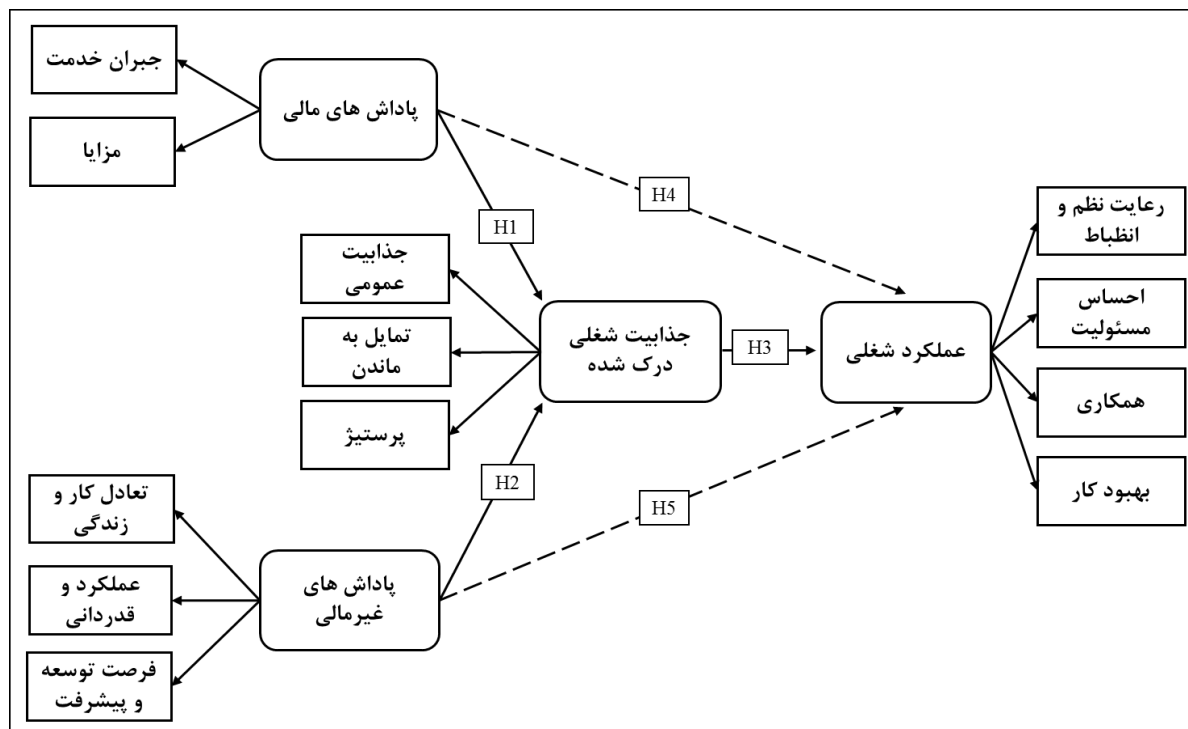 جبران خدمت
مزایا
پاداش های مالی
H1
H4
جذابیت
عمومی
تمایل به
ماندن
پرستیژ
جذابیت شغلی
درک شده
H3
عملکرد شغلی
رعایت نظم و
انظباط
احساس
مسئولیت
همکاری
بهبود کار
H2
H5
تعادل کار و
زندگی
عملکرد و
قدردانی
فرصت توسعه
و پیشرفت
پاداش های
غیرمالی